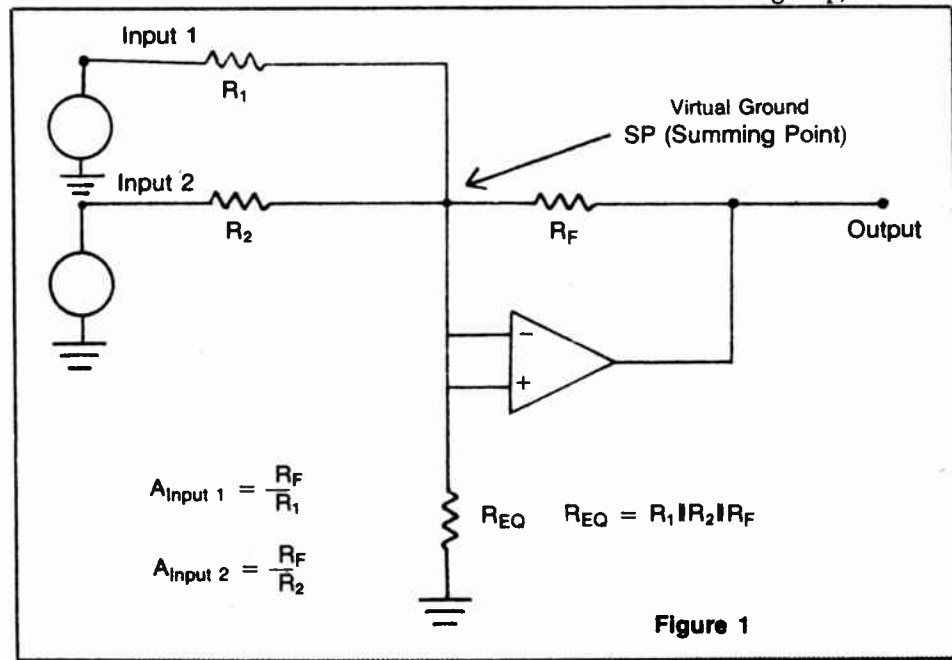 Input 1
R₁
Virtual Ground
SP (Summing Point)
Input 2
R₂
R_F
Output
−
+
A_Input 1 = R_F / R₁
R_EQ R_EQ = R₁||R₂||R_F
A_Input 2 = R_F / R₂
Figure 1